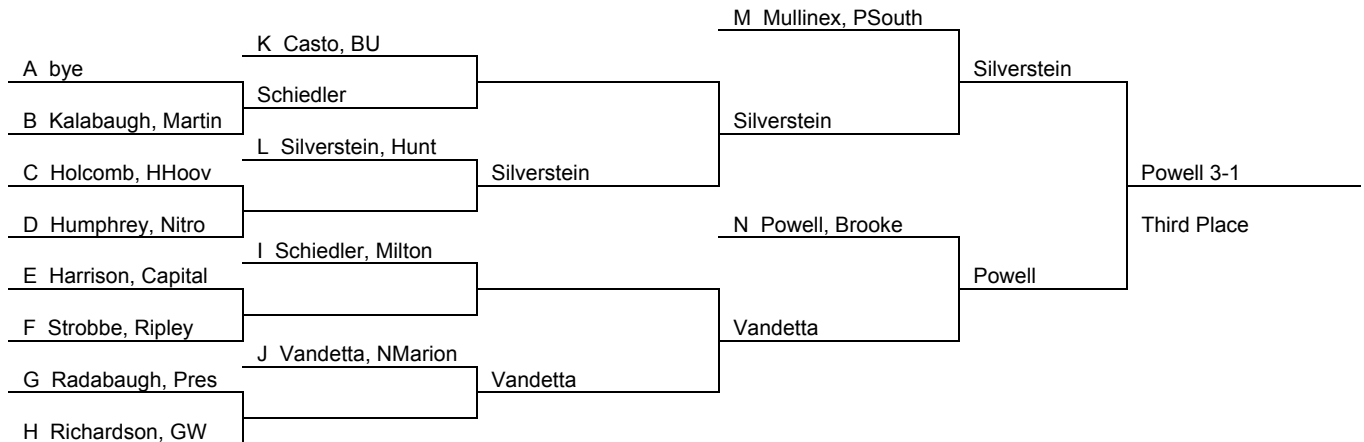 M Mullinex, PSouth
K Casto, BU
A bye
Silverstein
Schiedler
B Kalabaugh, Martin
Silverstein
L Silverstein, Hunt
C Holcomb, HHoov
Silverstein
Powell 3-1
D Humphrey, Nitro
N Powell, Brooke
Third Place
I Schiedler, Milton
E Harrison, Capital
Powell
F Strobbe, Ripley
Vandetta
J Vandetta, NMarion
G Radabaugh, Pres
Vandetta
H Richardson, GW